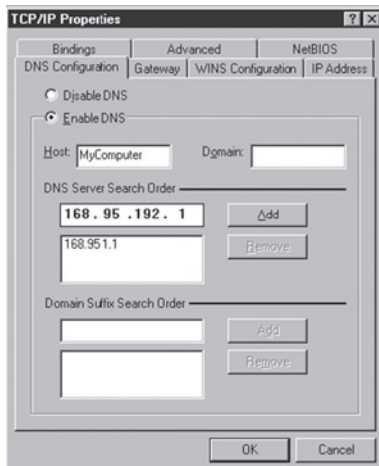 TCP/IP Properties
Bindings Advanced NetBIOS
DNS Configuration Gateway WINS Configuration IP Address
Disable DNS
Enable DNS
Host: MyComputer Domain:
DNS Server Search Order
168.95.192.1 Add
168.951.1 Remove
Domain Suffix Search Order
Add
Remove
OK Cancel